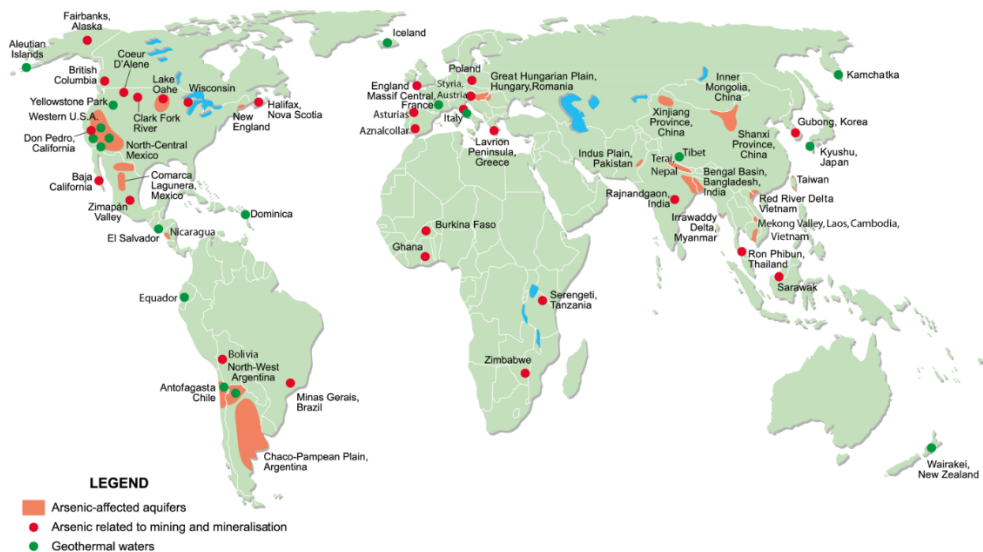 Fairbanks,
Alaska
Aleutian
Islands
Coeur
D'Alene
British
Columbia
Lake
Oahe
Wisconsin
Yellowstone Park
Western U.S.A.
Clark Fork
River
New
England
Halifax,
Nova Scotia
Don Pedro,
California
North-Central
Mexico
Baja
California
Comarca
Lagunera,
Mexico
Zimapán
Valley
El Salvador
Nicaragua
Dominica
Equador
Bolivia
North-West
Argentina
Antofagasta
Chile
Minas Gerais,
Brazil
Chaco-Pampean Plain,
Argentina
Iceland
Poland
England
Styria,
Austria
Massif Central,
France
Great Hungarian Plain,
Hungary,Romania
Asturias
Aznalcollar
Italy
Lavrion
Peninsula,
Greece
Burkina Faso
Ghana
Serengeti,
Tanzania
Zimbabwe
Inner
Mongolia,
China
Kamchatka
Xinjiang
Province,
China
Shanxi
Province,
China
Gubong, Korea
Kyushu,
Japan
Indus Plain,
Pakistan
Terai,
Nepal
Tibet
Bengal Basin,
Bangladesh,
India
Taiwan
Rajnandgaon,
India
Red River Delta
Vietnam
Irrawaddy
Delta,
Myanmar
Mekong Valley, Laos, Cambodia,
Vietnam
Ron Phibun,
Thailand
Sarawak
Wairakei,
New Zealand
LEGEND
Arsenic-affected aquifers
Arsenic related to mining and mineralisation
Geothermal waters